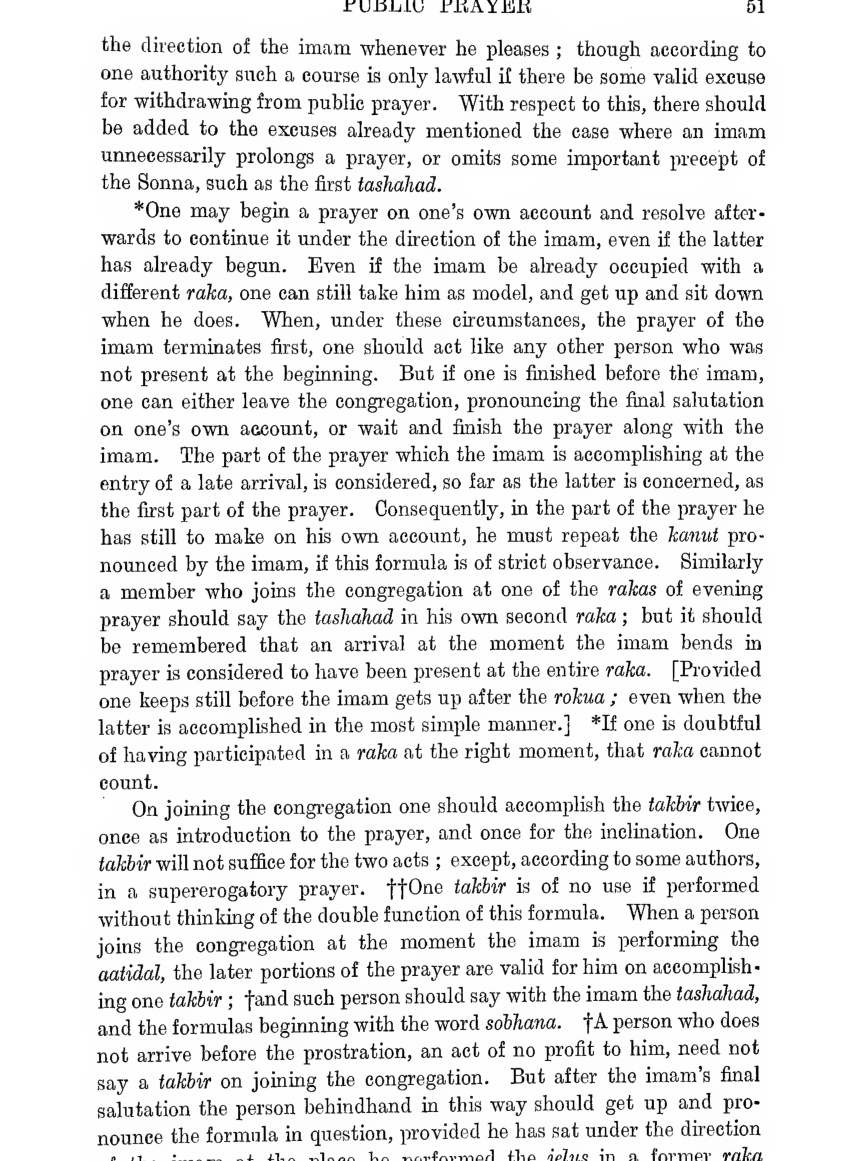 PUBLIC PRAYER 51
the direction of the imam whenever he pleases ; though according to
one authority such a course is only lawful if there be some valid excuse
for withdrawing from public prayer. With respect to this, there should
be added to the excuses already mentioned the case where an imam
unnecessarily prolongs a prayer, or omits some important precept of
the Sonna, such as the first tashahad.
*One may begin a prayer on one's own account and resolve after-
wards to continue it under the direction of the imam, even if the latter
has already begun. Even if the imam be already occupied with a
different raka, one can still take him as model, and get up and sit down
when he does. When, under these circumstances, the prayer of the
imam terminates first, one should act like any other person who was
not present at the beginning. But if one is finished before the imam,
one can either leave the congregation, pronouncing the final salutation
on one's own account, or wait and finish the prayer along with the
imam. The part of the prayer which the imam is accomplishing at the
entry of a late arrival, is considered, so far as the latter is concerned, as
the first part of the prayer. Consequently, in the part of the prayer he
has still to make on his own account, he must repeat the kanut pro-
nounced by the imam, if this formula is of strict observance. Similarly
a member who joins the congregation at one of the rakas of evening
prayer should say the tashahad in his own second raka ; but it should
be remembered that an arrival at the moment the imam bends in
prayer is considered to have been present at the entire raka. [Provided
one keeps still before the imam gets up after the rokua ; even when the
latter is accomplished in the most simple manner.] *If one is doubtful
of having participated in a raka at the right moment, that raka cannot
count.
On joining the congregation one should accomplish the takbir twice,
once as introduction to the prayer, and once for the inclination. One
takbir will not suffice for the two acts ; except, according to some authors,
in a supererogatory prayer. ††One takbir is of no use if performed
without thinking of the double function of this formula. When a person
joins the congregation at the moment the imam is performing the
aatidal, the later portions of the prayer are valid for him on accomplish-
ing one takbir ; †and such person should say with the imam the tashahad,
and the formulas beginning with the word sobhana. †A person who does
not arrive before the prostration, an act of no profit to him, need not
say a takbir on joining the congregation. But after the imam's final
salutation the person behindhand in this way should get up and pro-
nounce the formula in question, provided he has sat under the direction
of the imam at the place he performed the jelus in a former raka